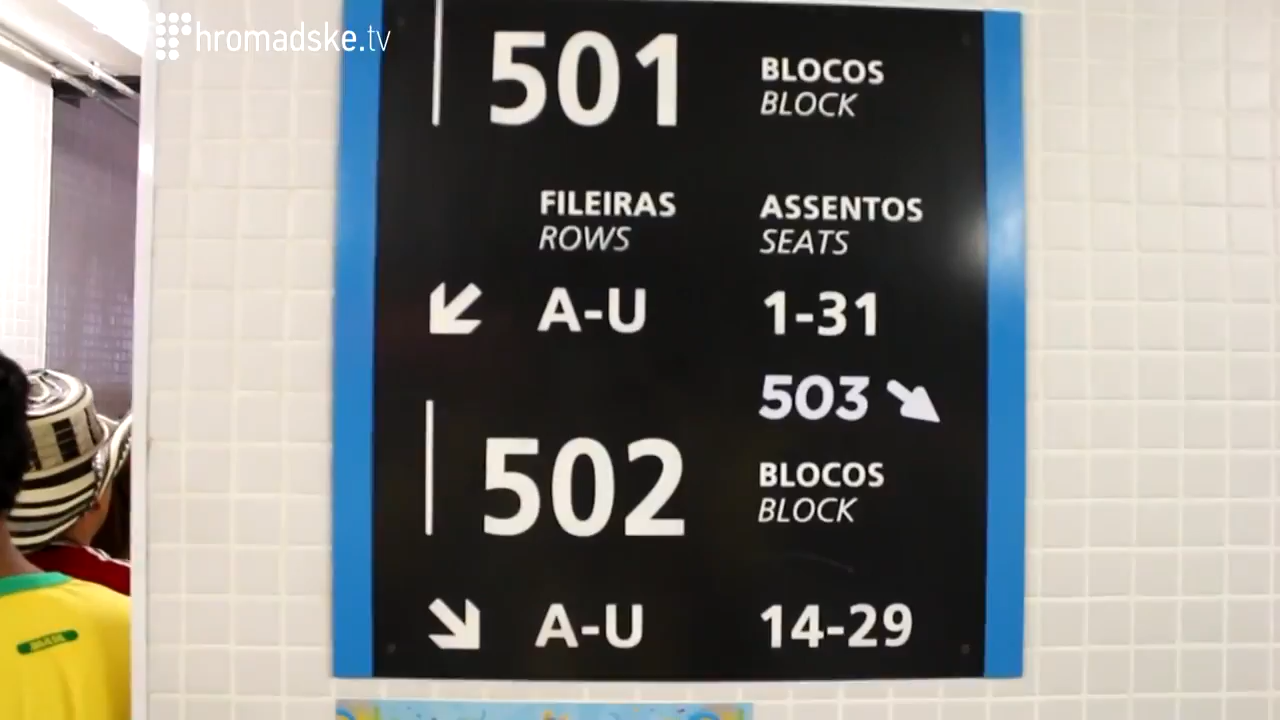 hromadske.tv
501 BLOCOS
BLOCK
FILEIRAS ASSENTOS
ROWS SEATS
A-U 1-31
503
502 BLOCOS
BLOCK
A-U 14-29